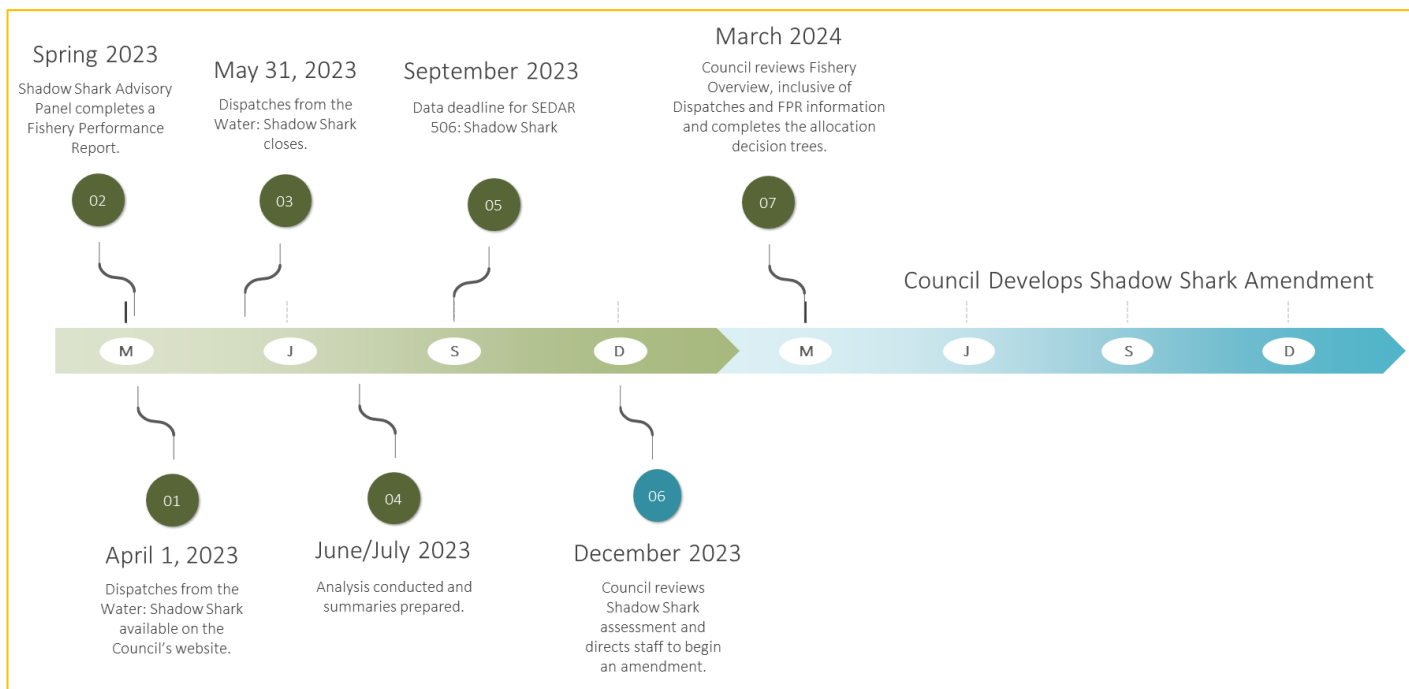 Spring 2023
Shadow Shark Advisory
Panel completes a
Fishery Performance
Report.
02
May 31, 2023
Dispatches from the
Water: Shadow Shark
closes.
03
September 2023
Data deadline for SEDAR
506: Shadow Shark
05
March 2024
Council reviews Fishery
Overview, inclusive of
Dispatches and FPR information
and completes the allocation
decision trees.
07
Council Develops Shadow Shark Amendment
M
J
S
D
M
J
S
D
01
April 1, 2023
Dispatches from the
Water: Shadow Shark
available on the
Council’s website.
04
June/July 2023
Analysis conducted and
summaries prepared.
06
December 2023
Council reviews
Shadow Shark
assessment and
directs staff to begin
an amendment.